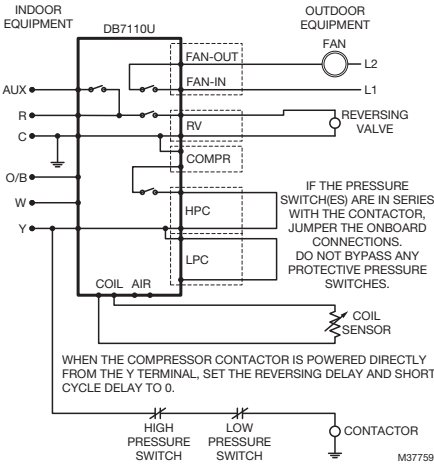 INDOOR
EQUIPMENT
OUTDOOR
EQUIPMENT
DB7110U
FAN
FAN-OUT
L2
FAN-IN
L1
AUX
R
RV
REVERSING
VALVE
C
COMPR
O/B
IF THE PRESSURE
SWITCH(ES) ARE IN SERIES
WITH THE CONTACTOR,
JUMPER THE ONBOARD
CONNECTIONS.
DO NOT BYPASS ANY
PROTECTIVE PRESSURE
SWITCHES.
W
HPC
Y
LPC
COIL AIR
COIL
SENSOR
WHEN THE COMPRESSOR CONTACTOR IS POWERED DIRECTLY
FROM THE Y TERMINAL, SET THE REVERSING DELAY AND SHORT
CYCLE DELAY TO 0.
HIGH
PRESSURE
SWITCH
LOW
PRESSURE
SWITCH
CONTACTOR
M37759